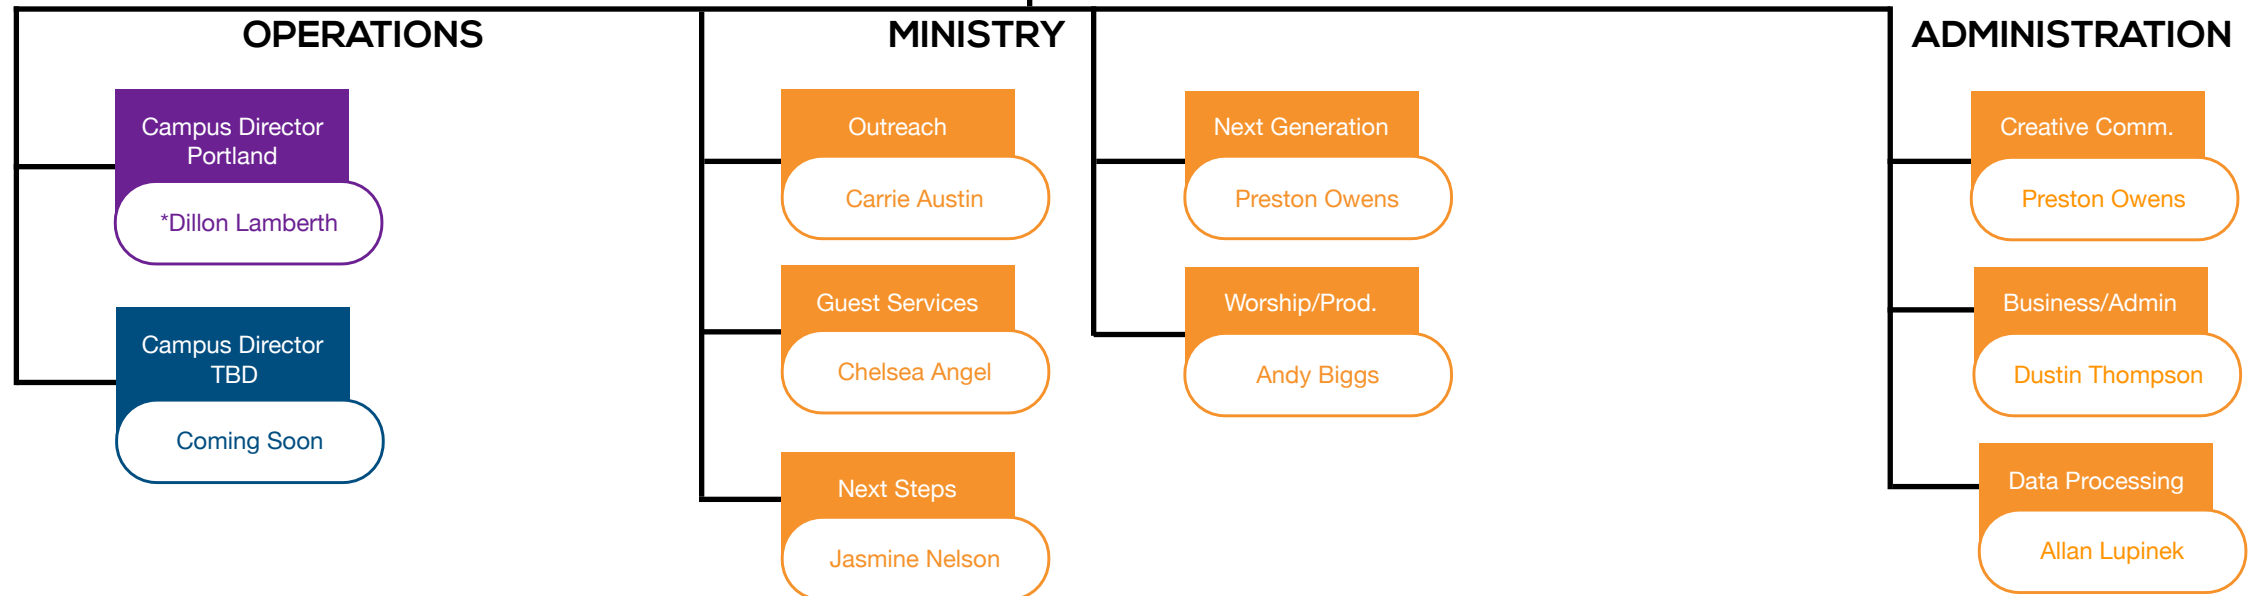 OPERATIONS
MINISTRY
ADMINISTRATION
Campus Director
Portland
*Dillon Lamberth
Campus Director
TBD
Coming Soon
Outreach
Carrie Austin
Guest Services
Chelsea Angel
Next Steps
Jasmine Nelson
Next Generation
Preston Owens
Worship/Prod.
Andy Biggs
Creative Comm.
Preston Owens
Business/Admin
Dustin Thompson
Data Processing
Allan Lupinek